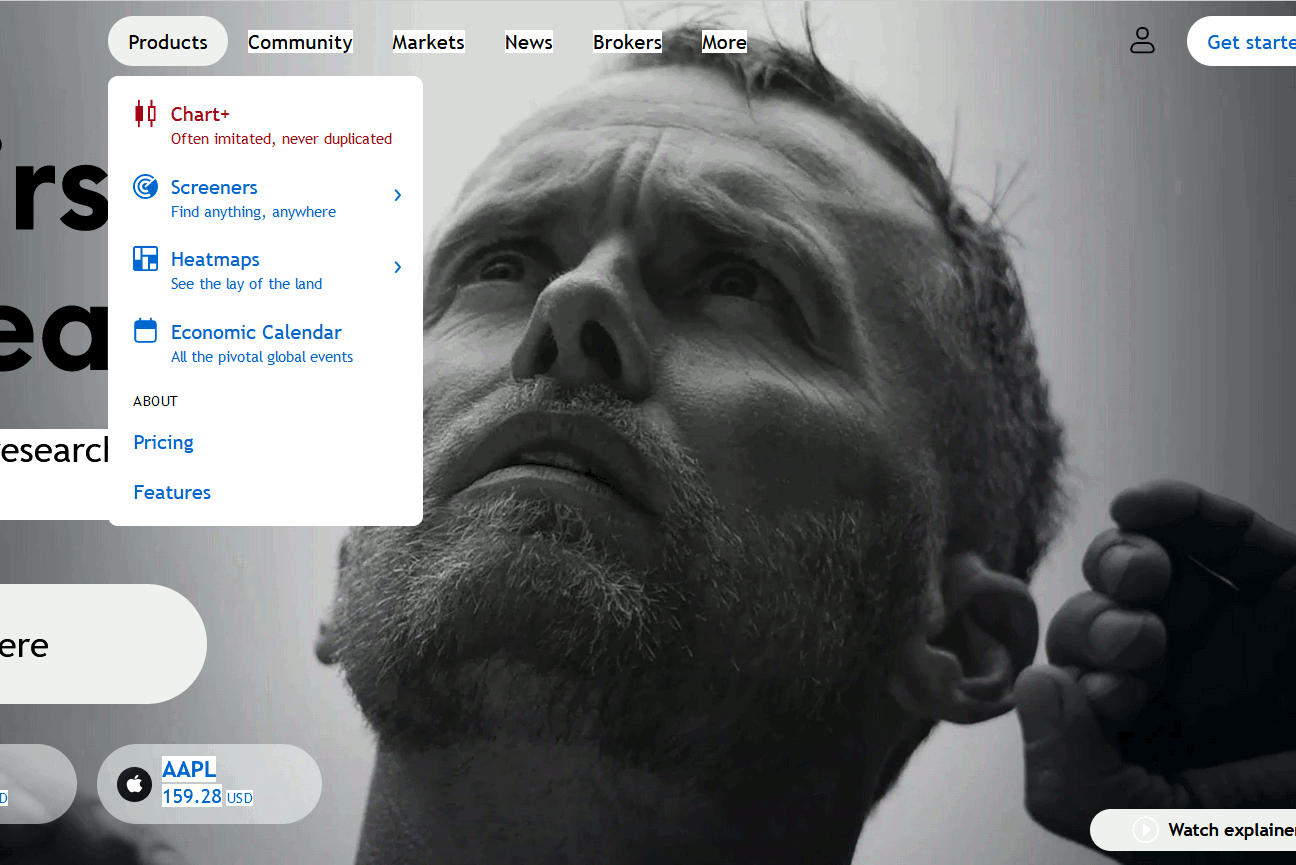 Products Community Markets News Brokers More Get starte
Chart+
Often imitated, never duplicated
Screeners
Find anything, anywhere
Heatmaps
See the lay of the land
Economic Calendar
All the pivotal global events
ABOUT
Pricing
Features
rs
ea
esearch
ere
AAPL
159.28 USD
D
Watch explainer